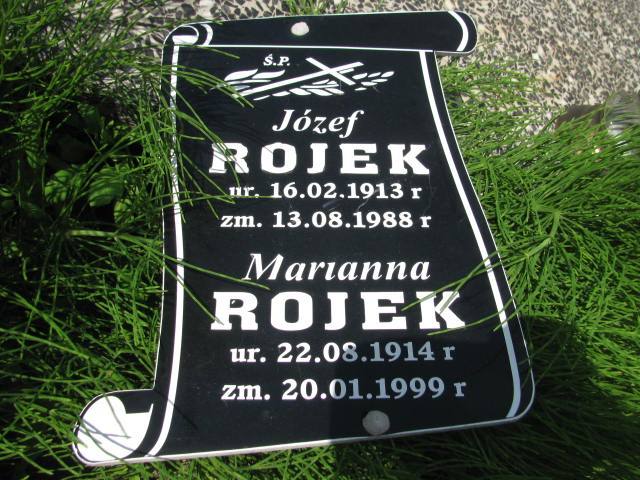 Ś.P.
Józef
ROJEK
ur. 16.02.1913 r
zm. 13.08.1988 r
Marianna
ROJEK
ur. 22.08.1914 r
zm. 20.01.1999 r